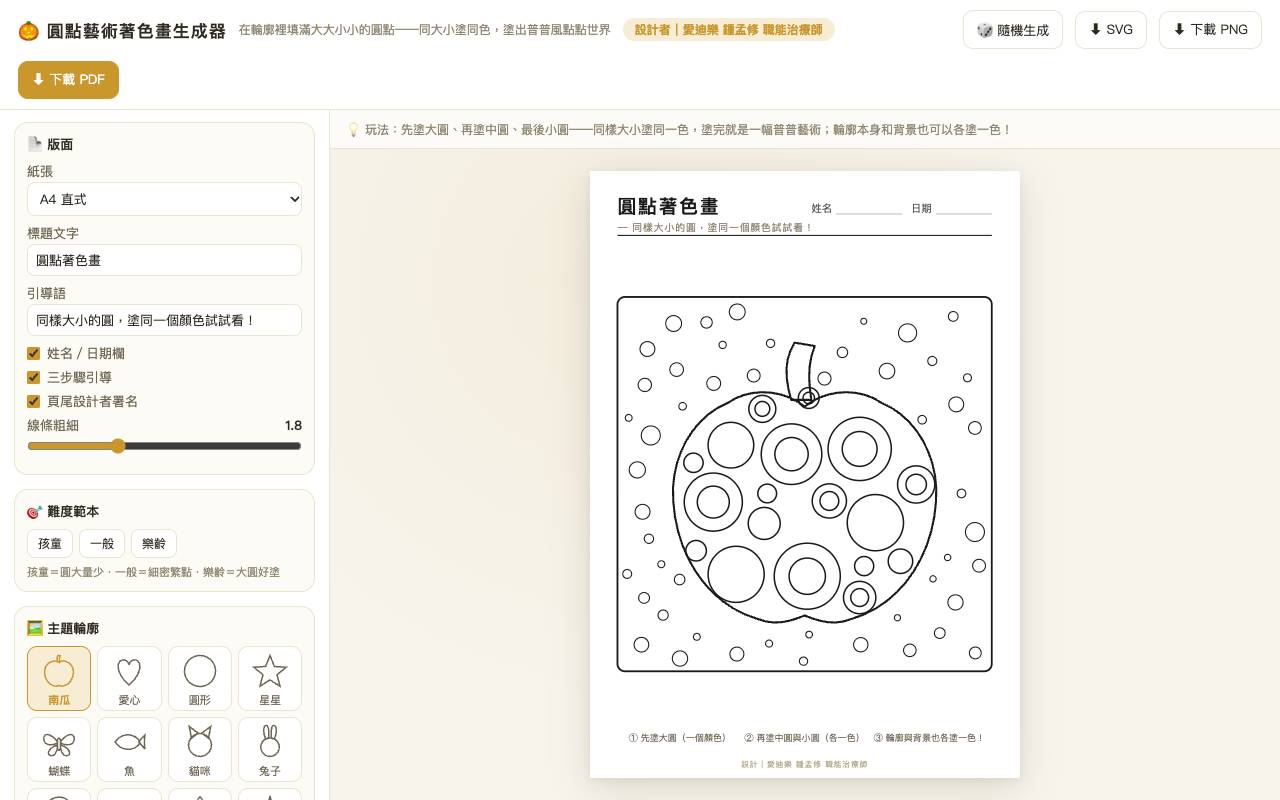 圓點藝術著色畫生成器
在輪廓裡填滿大大小小的圓點——同大小塗同色，塗出普普風點點世界
設計者｜愛迪樂 鍾孟修 職能治療師
🎲 隨機生成
⬇ SVG
⬇ 下載 PNG
⬇ 下載 PDF
版面
紙張
A4 直式
標題文字
圓點著色畫
引導語
同樣大小的圓，塗同一個顏色試試看！
姓名 / 日期欄
三步驟引導
頁尾設計者署名
線條粗細 1.8
難度範本
孩童 一般 樂齡
孩童＝圓大量少 · 一般＝細密繁點 · 樂齡＝大圓好塗
主題輪廓
南瓜 愛心 圓形 星星
蝴蝶 魚 貓咪 兔子
玩法：先塗大圓、再塗中圓、最後小圓——同樣大小塗同一色，塗完就是一幅普普藝術；輪廓本身和背景也可以各塗一色！
圓點著色畫
姓名 日期
— 同樣大小的圓，塗同一個顏色試試看！
① 先塗大圓（一個顏色） ② 再塗中圓與小圓（各一色） ③ 輪廓與背景也各塗一色！
設計｜愛迪樂 鍾孟修 職能治療師